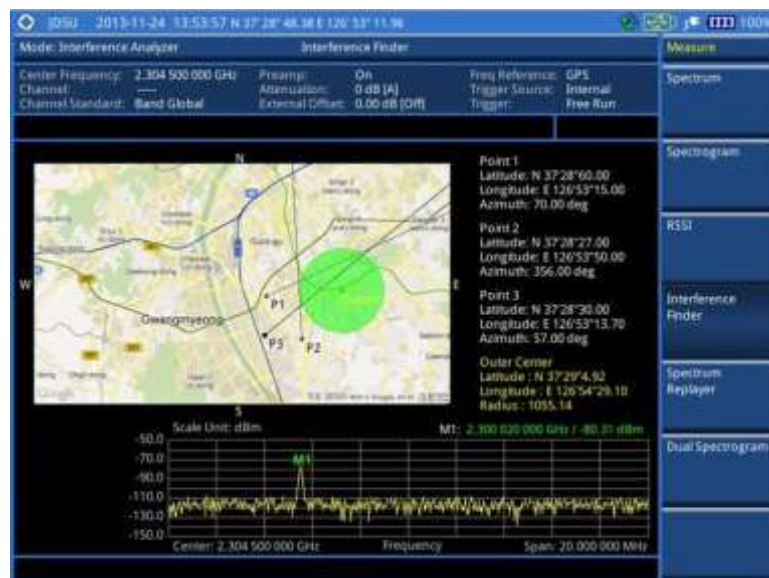 JDSU 2013-11-24 13:53:57 N 37°28" 48.38 E 126°53" 11.96 100%
Mode: Interference Analyzer Interference Finder Measure
Center Frequency: 2.304 500 000 GHz Preamp: On Freq Reference: GPS
Channel: ---- Attenuation: 0 dB [A] Trigger Source: Internal
Channel Standard: Band Global External Offset: 0.00 dB [Off] Trigger: Free Run
Spectrum
Spectrogram
RSSI
Interference
Finder
Spectrum
Replayer
Dual Spectrogram
N
W
E
S
Gwangmyeong
P1
P2
P3
Point 1
Latitude: N 37°28"60.00
Longitude: E 126°53"15.00
Azimuth: 70.00 deg
Point 2
Latitude: N 37°28"27.00
Longitude: E 126°53"50.00
Azimuth: 356.00 deg
Point 3
Latitude: N 37°28"30.00
Longitude: E 126°53"13.70
Azimuth: 57.00 deg
Outer Center
Latitude : N 37°29"4.92
Longitude : E 126°54"29.10
Radius : 1055.14
Scale Unit: dBm M1: 2.300 020 000 GHz / -80.31 dBm
-50.0
-70.0
-90.0
-110.0
-130.0
-150.0
M1
Center: 2.304 500 000 GHz Frequency Span: 20.000 000 MHz